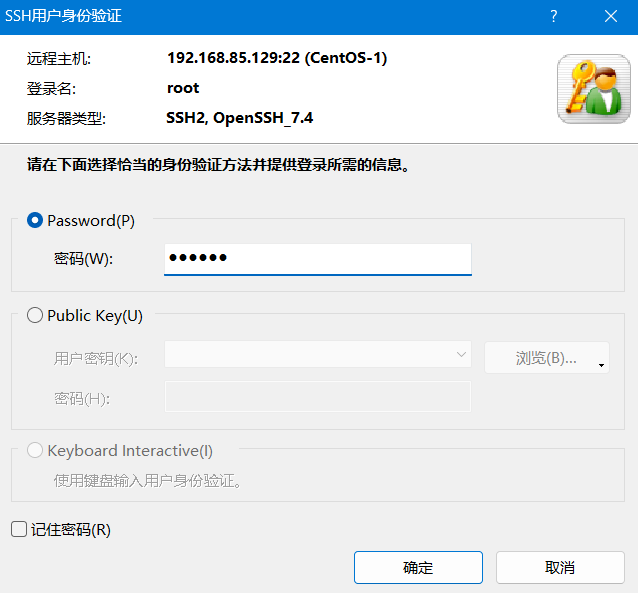 SSH用户身份验证
远程主机: 192.168.85.129:22 (CentOS-1)
登录名: root
服务器类型: SSH2, OpenSSH_7.4
请在下面选择恰当的身份验证方法并提供登录所需的信息。
Password(P)
密码(W): ●●●●●●
Public Key(U)
用户密钥(K): 浏览(B)...
密码(H):
Keyboard Interactive(I)
使用键盘输入用户身份验证。
记住密码(R)
确定 取消